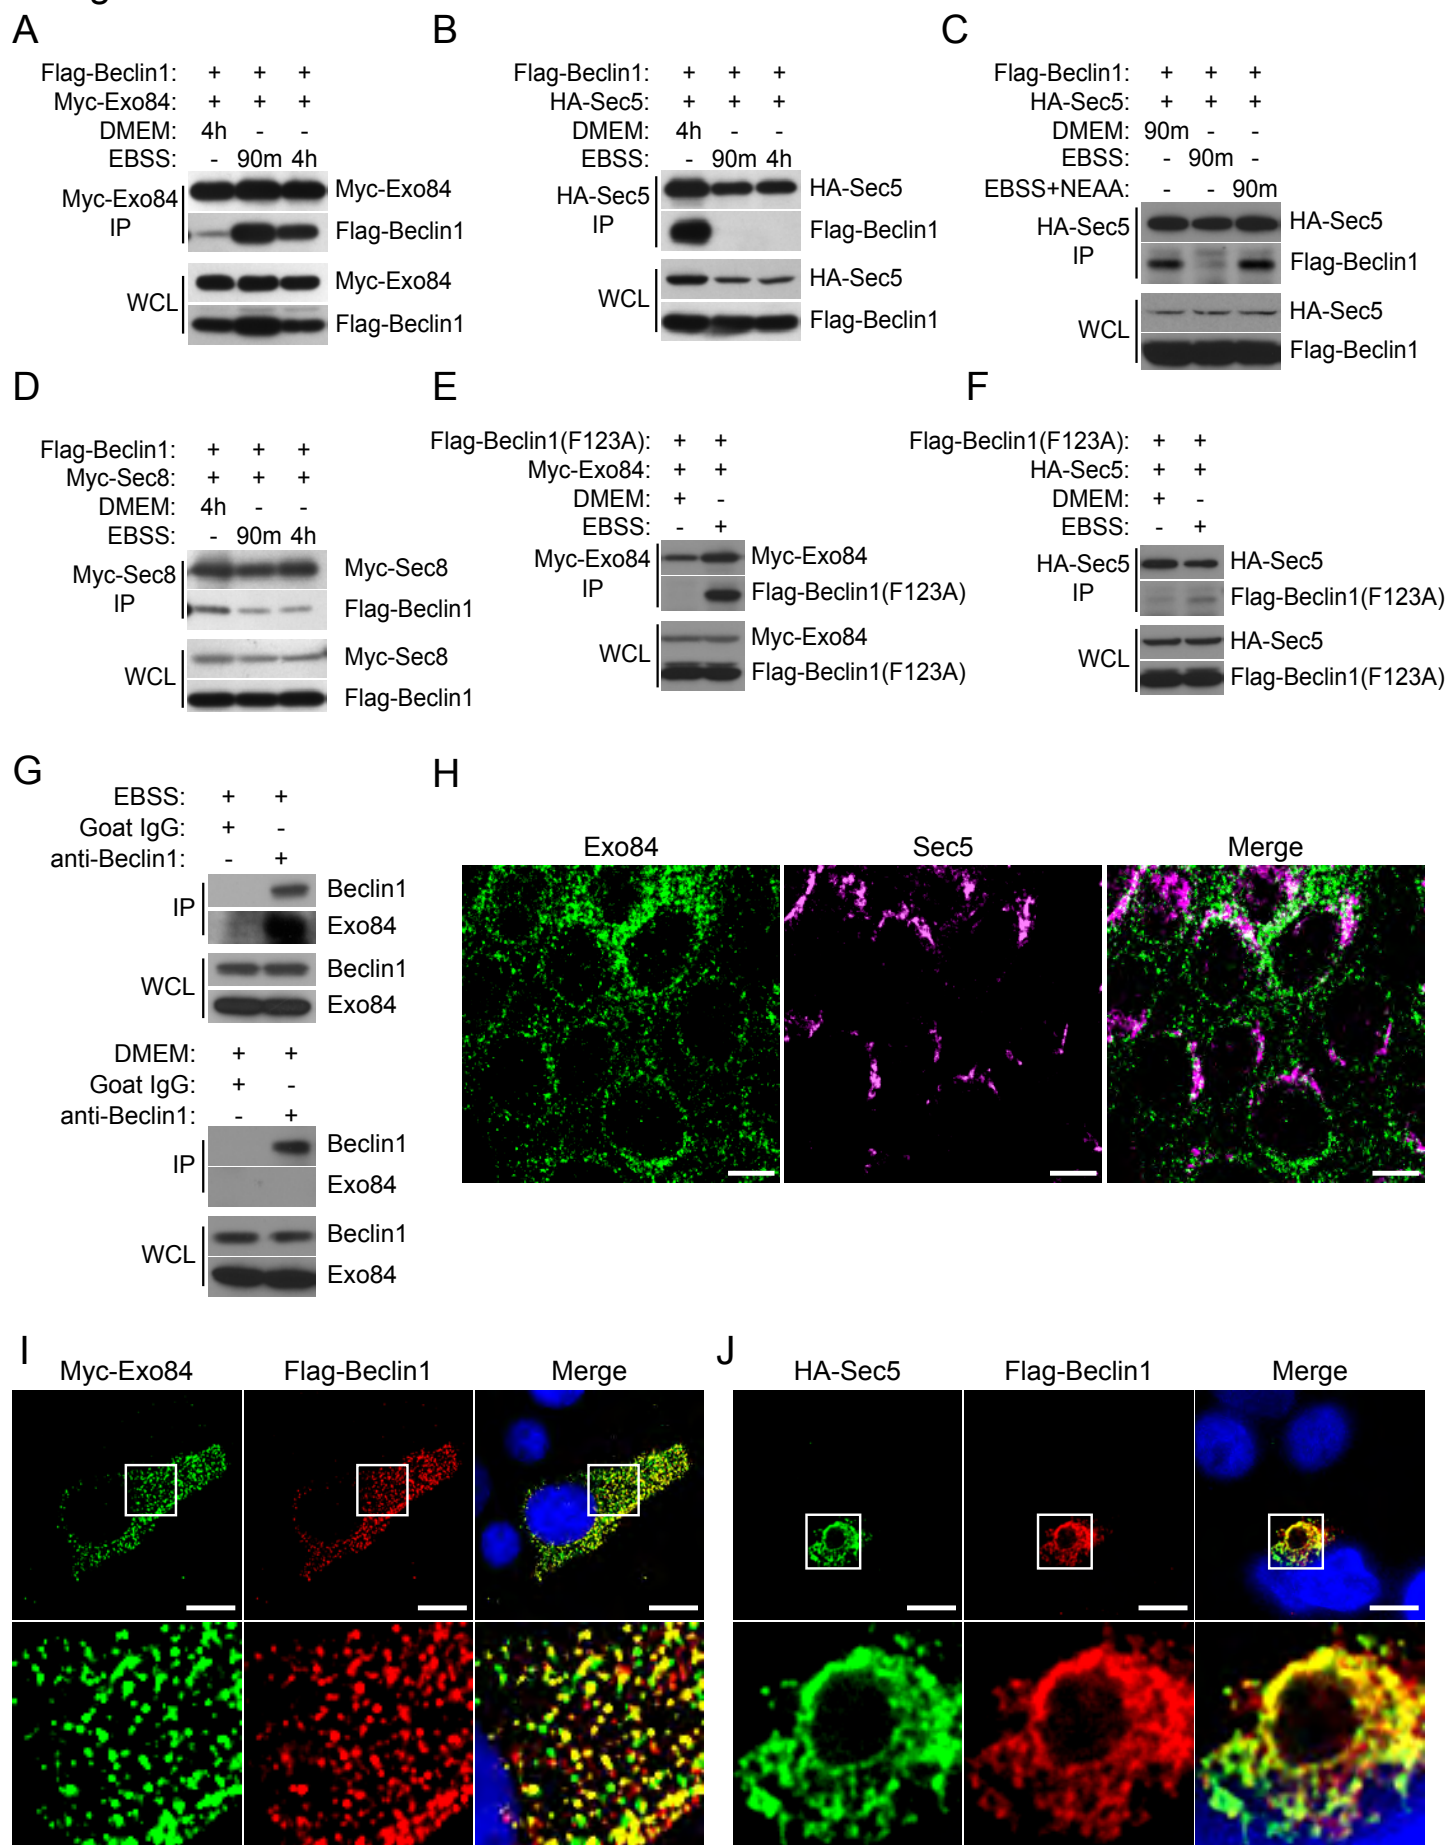 A
Flag-Beclin1: + + +
Myc-Exo84: + + +
DMEM: 4h - -
EBSS: - 90m 4h
Myc-Exo84 IP
Myc-Exo84
Flag-Beclin1
WCL
Myc-Exo84
Flag-Beclin1
B
Flag-Beclin1: + + +
HA-Sec5: + + +
DMEM: 4h - -
EBSS: - 90m 4h
HA-Sec5
IP
HA-Sec5
Flag-Beclin1
WCL
HA-Sec5
Flag-Beclin1
C
Flag-Beclin1: + + +
HA-Sec5: + + +
DMEM: 90m - -
EBSS: - 90m -
EBSS+NEAA: - - 90m
HA-Sec5
IP
HA-Sec5
Flag-Beclin1
WCL
HA-Sec5
Flag-Beclin1
D
Flag-Beclin1: + + +
Myc-Sec8: + + +
DMEM: 4h - -
EBSS: - 90m 4h
Myc-Sec8
IP
Myc-Sec8
Flag-Beclin1
WCL
Myc-Sec8
Flag-Beclin1
E
Flag-Beclin1(F123A): + +
Myc-Exo84: + +
DMEM: + -
EBSS: - +
Myc-Exo84
IP
Myc-Exo84
Flag-Beclin1(F123A)
WCL
Myc-Exo84
Flag-Beclin1(F123A)
F
Flag-Beclin1(F123A): + +
HA-Sec5: + +
DMEM: + -
EBSS: - +
HA-Sec5
IP
HA-Sec5
Flag-Beclin1(F123A)
WCL
HA-Sec5
Flag-Beclin1(F123A)
G
EBSS: + +
Goat IgG: + -
anti-Beclin1: - +
IP
Beclin1
Exo84
WCL
Beclin1
Exo84
DMEM: + +
Goat IgG: + -
anti-Beclin1: - +
IP
Beclin1
Exo84
WCL
Beclin1
Exo84
H
Exo84 Sec5 Merge
I
Myc-Exo84 Flag-Beclin1 Merge
J
HA-Sec5 Flag-Beclin1 Merge